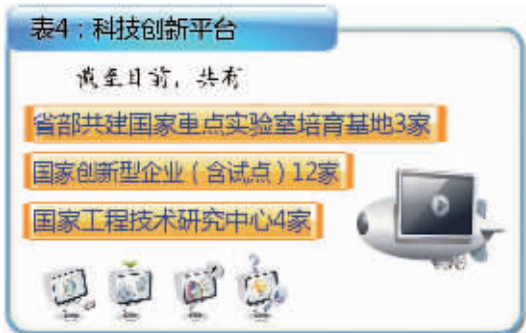 表4：科技创新平台
截至目前，共有
省部共建国家重点实验室培育基地3家
国家创新型企业（含试点）12家
国家工程技术研究中心4家